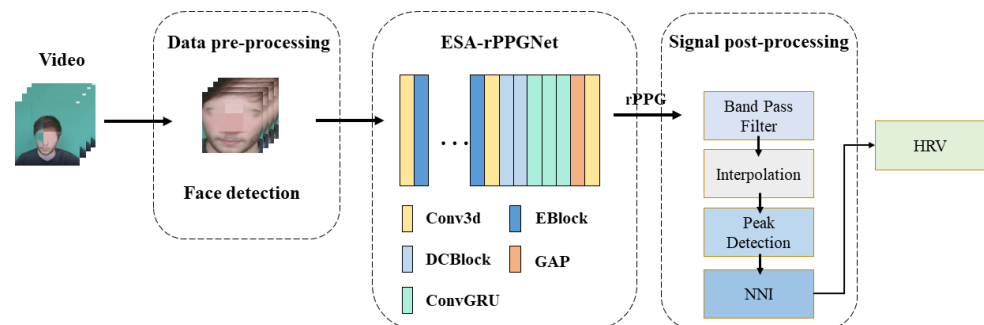 Video
Data pre-processing
Face detection
ESA-rPPGNet
. . .
Conv3d
EBlock
DCBlock
GAP
ConvGRU
rPPG
Signal post-processing
Band Pass
Filter
Interpolation
Peak
Detection
NNI
HRV